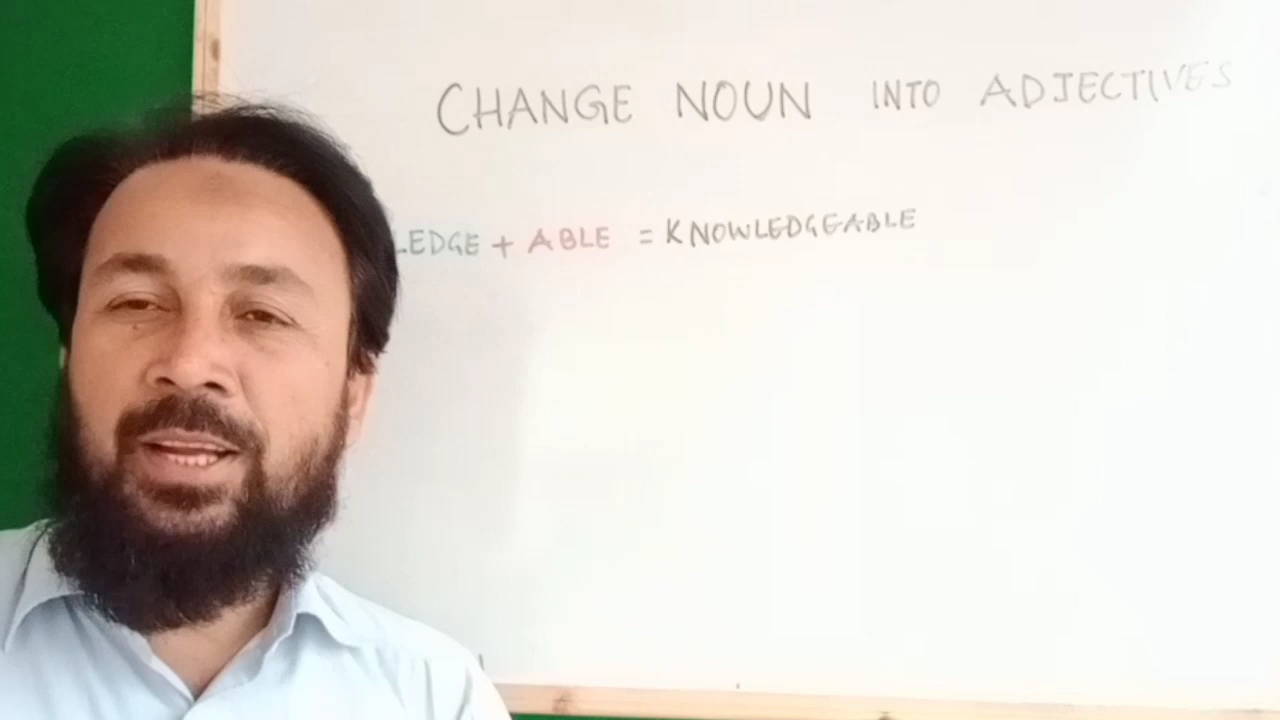 CHANGE NOUN INTO ADJECTIVES
LEDGE + ABLE = KNOWLEDGEABLE